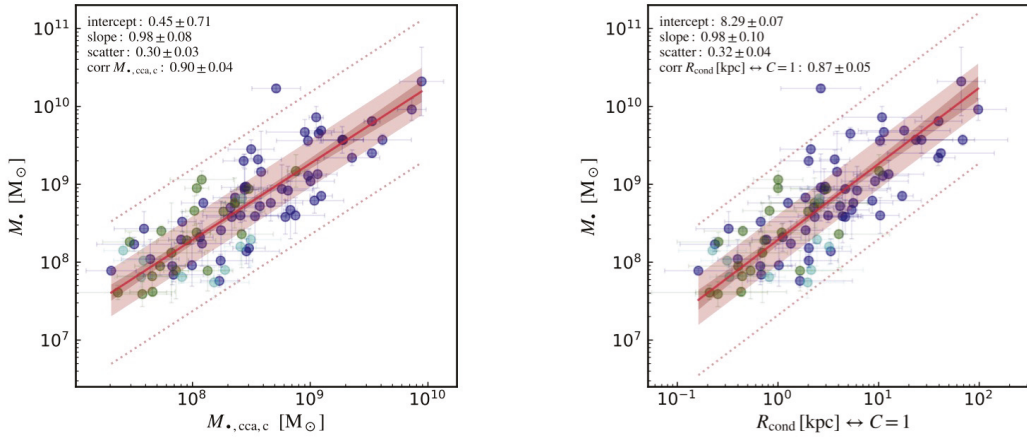 intercept: 0.45 ± 0.71
slope: 0.98 ± 0.08
scatter: 0.30 ± 0.03
corr M•,cca,c : 0.90 ± 0.04
10¹¹
10¹⁰
10⁹
10⁸
10⁷
M• [M⊙]
10⁸ 10⁹ 10¹⁰
M•,cca,c [M⊙]
intercept: 8.29 ± 0.07
slope: 0.98 ± 0.10
scatter: 0.32 ± 0.04
corr Rcond [kpc] ↔ C = 1: 0.87 ± 0.05
10¹¹
10¹⁰
10⁹
10⁸
10⁷
M• [M⊙]
10⁻¹ 10⁰ 10¹ 10²
Rcond [kpc] ↔ C = 1